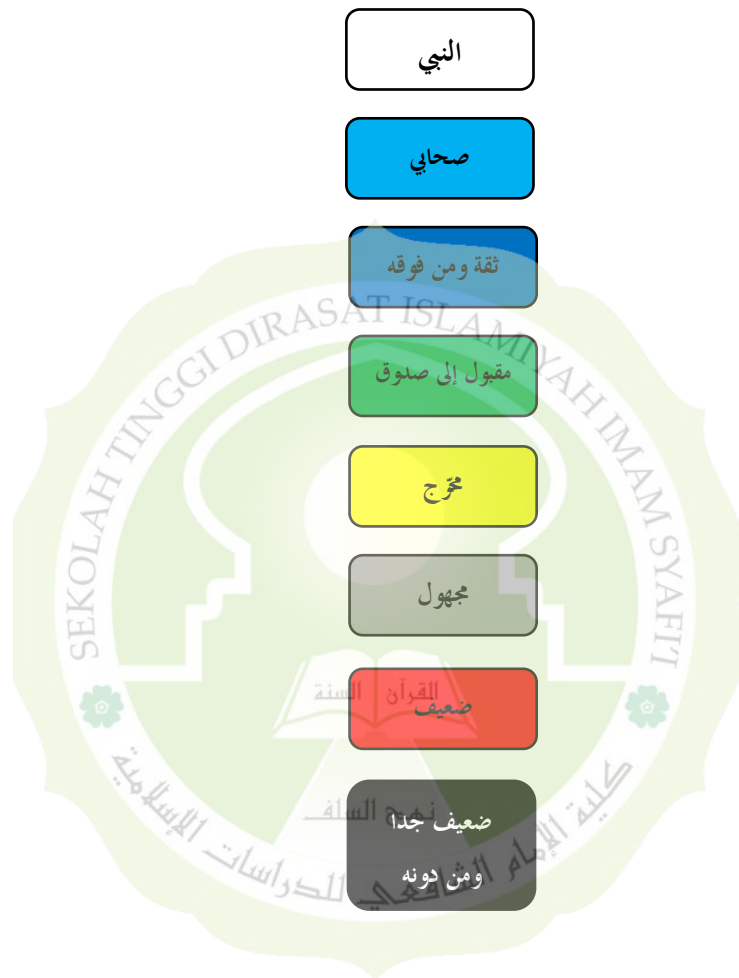 النبي
صحابي
ثقة ومن فوقه
مقبول إلى صدوق
مخرّج
مجهول
ضعيف
ضعيف جدا
ومن دونه
SEKOLAH TINGGI DIRASAT ISLAMIYAH IMAM SYAFI'I
القرآن السنة
نهج السلف
كلية الإمام الشافعي للدراسات الإسلامية